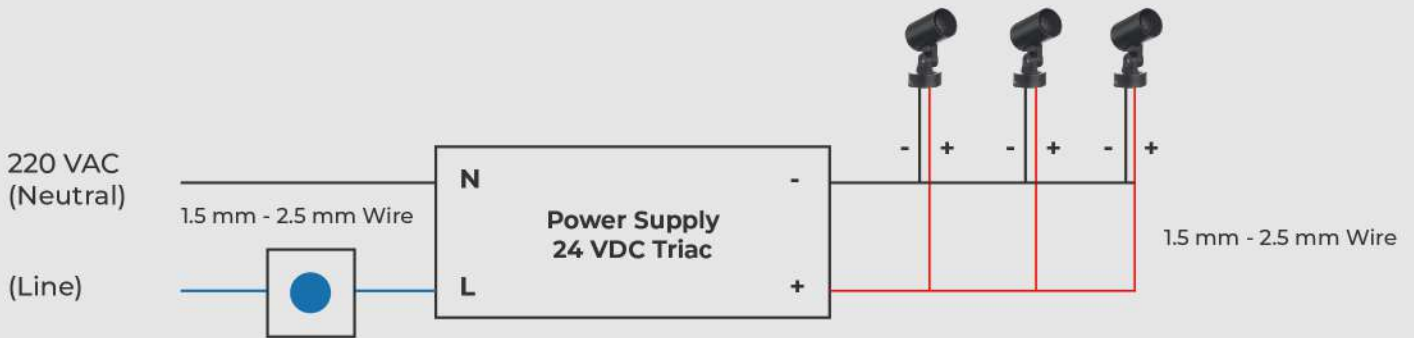 - + - + - +
220 VAC
(Neutral)
N
-
1.5 mm - 2.5 mm Wire
Power Supply
24 VDC Triac
1.5 mm - 2.5 mm Wire
(Line)
L
+